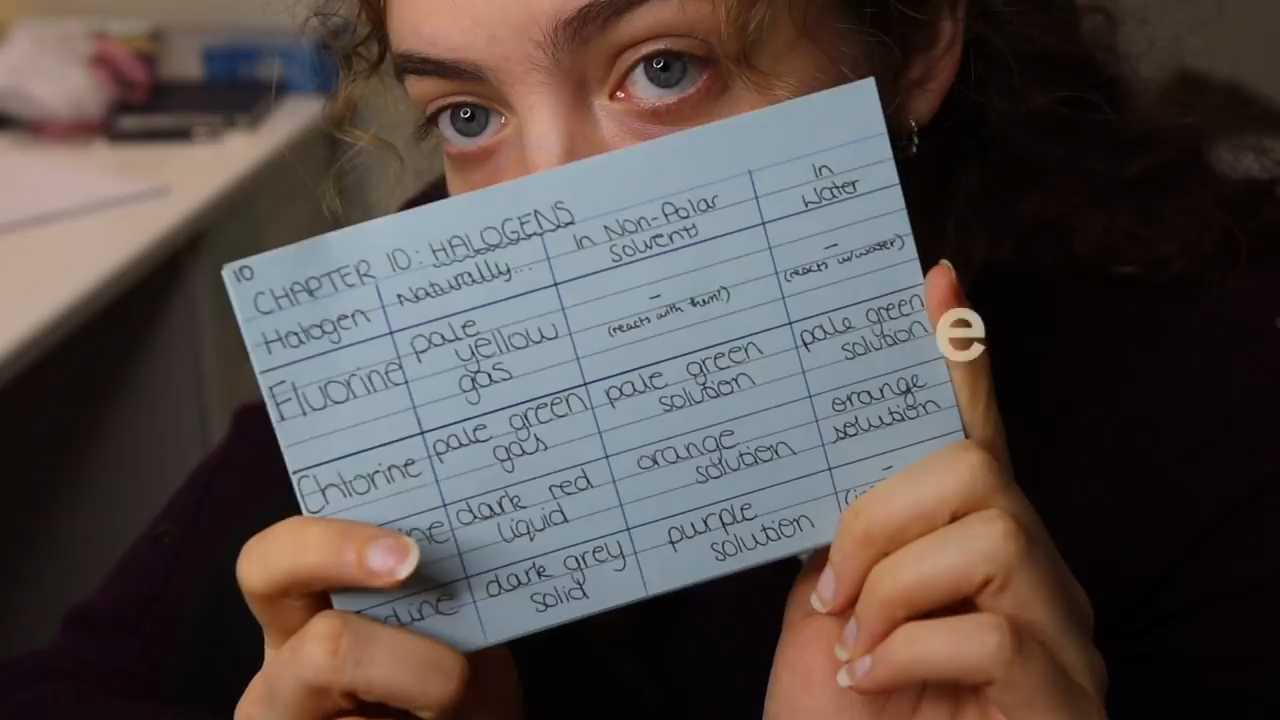 10
CHAPTER 10: HALOGENS
Halogen
Naturally...
in Non-Polar
Solvents
In
Water
Fluorine
pale
yellow
gas
–
(reacts with them!)
–
(reacts w/water)
Chlorine
pale green
gas
pale green
solution
pale green
solution
ine
dark red
liquid
orange
solution
orange
solution
dine
dark grey
solid
purple
solution
–
e